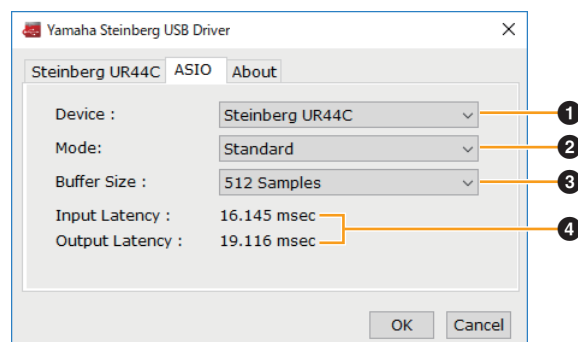 Yamaha Steinberg USB Driver
Steinberg UR44C ASIO About
Device : Steinberg UR44C 1
Mode: Standard 2
Buffer Size : 512 Samples 3
Input Latency : 16.145 msec
4
Output Latency : 19.116 msec
OK Cancel